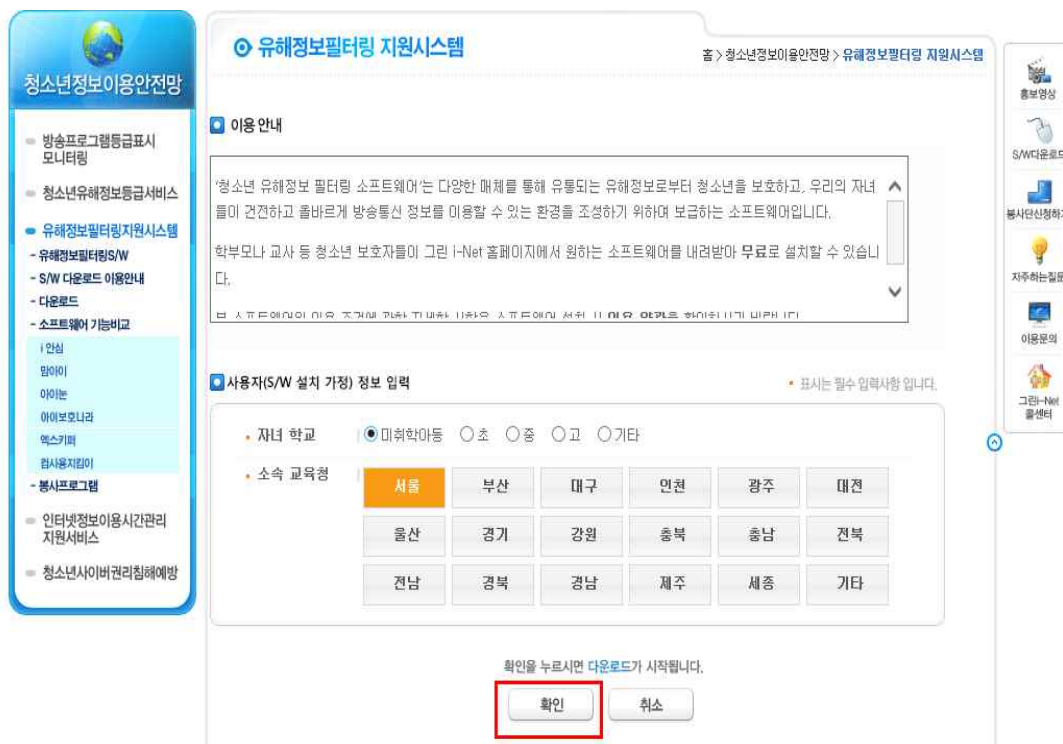 청소년정보이용안전망
방송프로그램등급표시
모니터링
청소년유해정보등급서비스
유해정보필터링지원시스템
- 유해정보필터링S/W
- S/W 다운로드 이용안내
- 다운로드
- 소프트웨어 기능비교
i 안심
맘아이
아이눈
아이보호나라
엑스키퍼
컴사용지킴이
- 봉사프로그램
인터넷정보이용시간관리
지원서비스
청소년사이버권리침해예방
유해정보필터링 지원시스템
홈 > 청소년정보이용안전망 > 유해정보필터링 지원시스템
이용 안내
'청소년 유해정보 필터링 소프트웨어'는 다양한 매체를 통해 유통되는 유해정보로부터 청소년을 보호하고, 우리의 자녀
들이 건전하고 올바르게 방송통신 정보를 이용할 수 있는 환경을 조성하기 위하여 보급하는 소프트웨어입니다.
학부모나 교사 등 청소년 보호자들이 그린 i-Net 홈페이지에서 원하는 소프트웨어를 내려받아 무료로 설치할 수 있습니
다.
사용자(S/W 설치 가정) 정보 입력
• 표시는 필수 입력사항 입니다.
• 자녀 학교 미취학아동 초 중 고 기타
• 소속 교육청 서울 부산 대구 인천 광주 대전
울산 경기 강원 충북 충남 전북
전남 경북 경남 제주 세종 기타
확인을 누르시면 다운로드가 시작됩니다.
확인 취소
홍보영상
S/W다운로드
봉사단신청하기
자주하는질문
이용문의
그린i-Net
콜센터